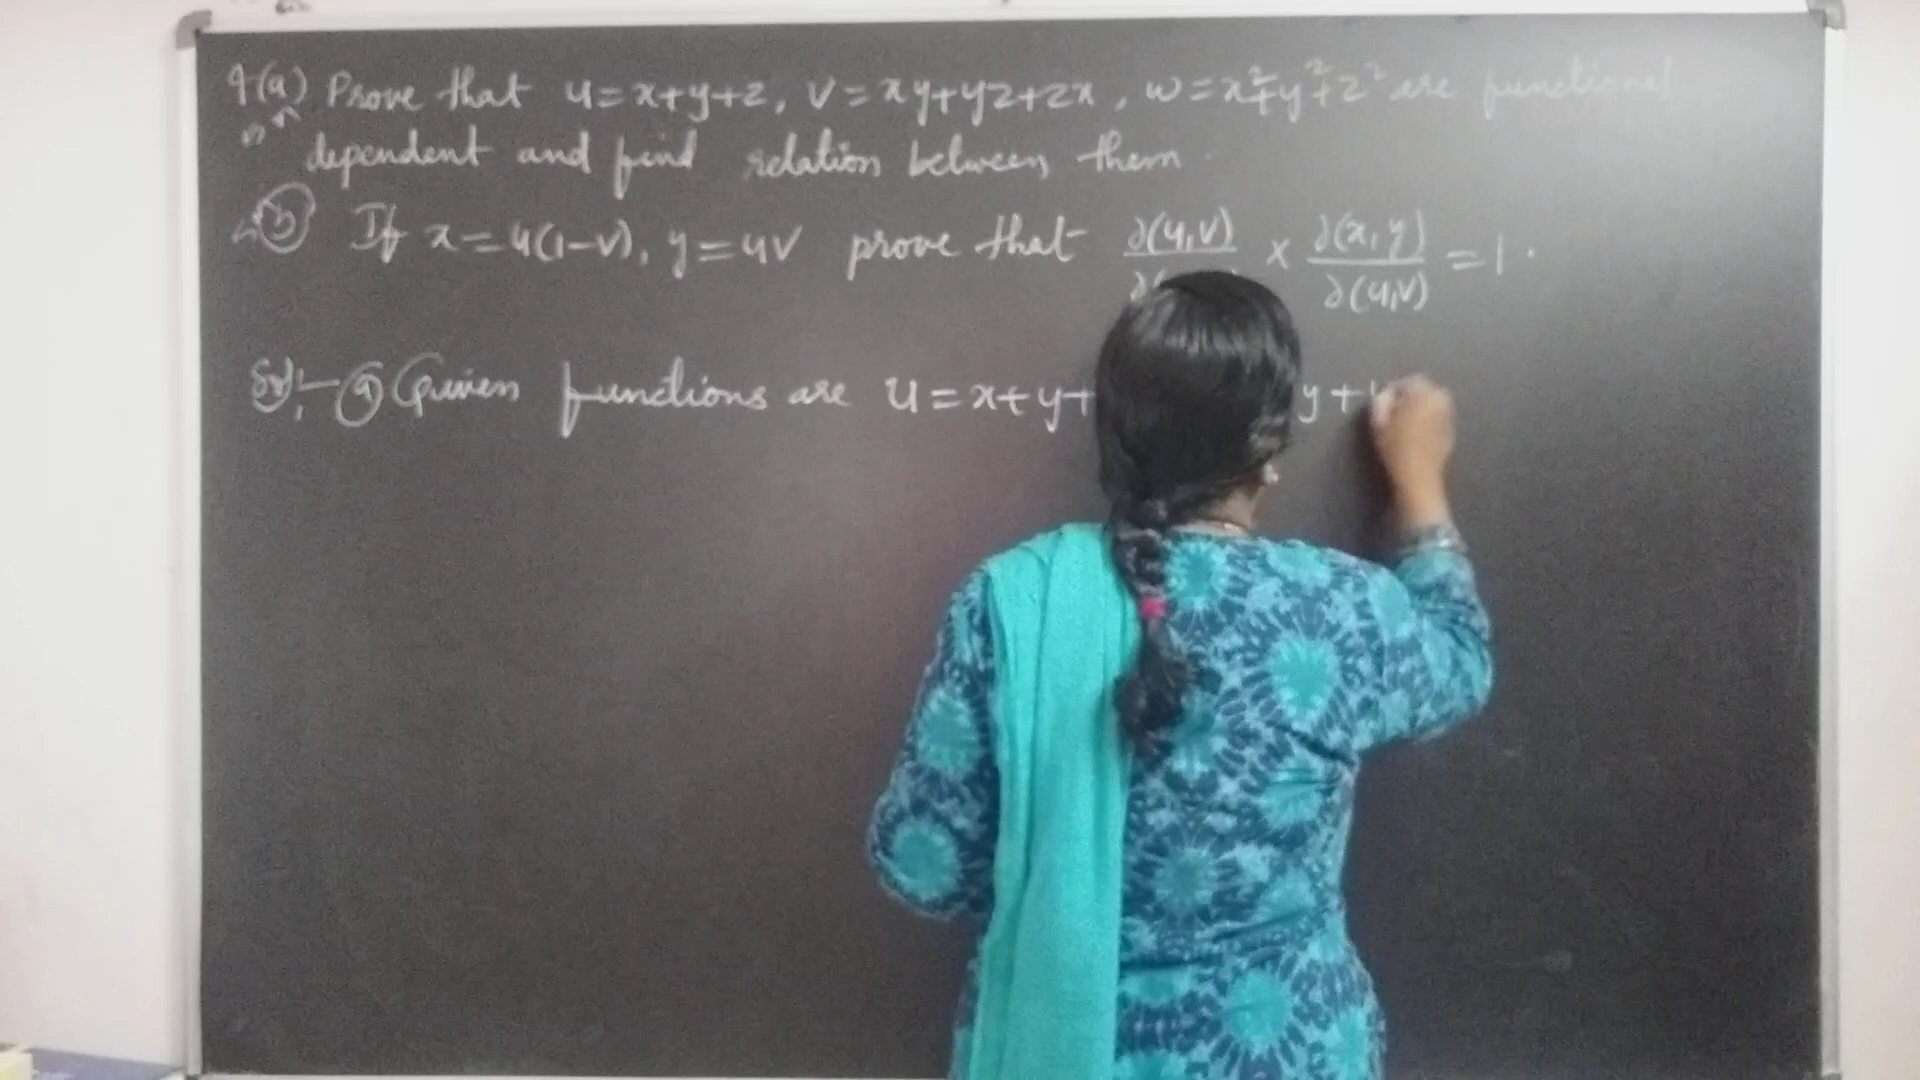 9(a) Prove that u=x+y+z, v=xy+yz+zx, w=x²+y²+z² are functional
dependent and find relation between them.
(b) If x=u(1-v), y=uv prove that ∂(u,v)/∂( × ∂(x,y)/∂(u,v) =1.
Sol:- (a) Given functions are u=x+y+ y+